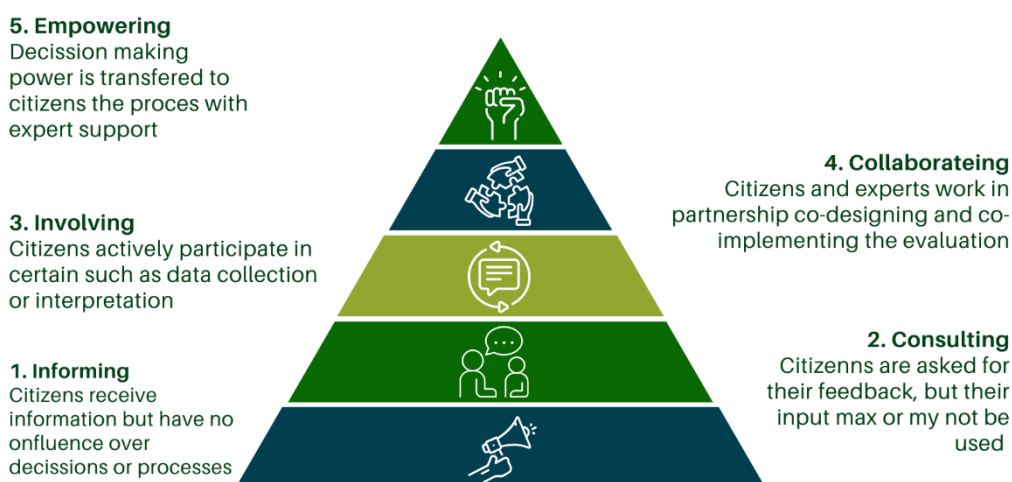 5. Empowering
Decission making
power is transfered to
citizens the proces with
expert support
4. Collaborateing
Citizens and experts work in
partnership co-designing and co-
implementing the evaluation
3. Involving
Citizens actively participate in
certain such as data collection
or interpretation
2. Consulting
Citizenns are asked for
their feedback, but their
input max or my not be
used
1. Informing
Citizens receive
information but have no
onfluence over
decissions or processes